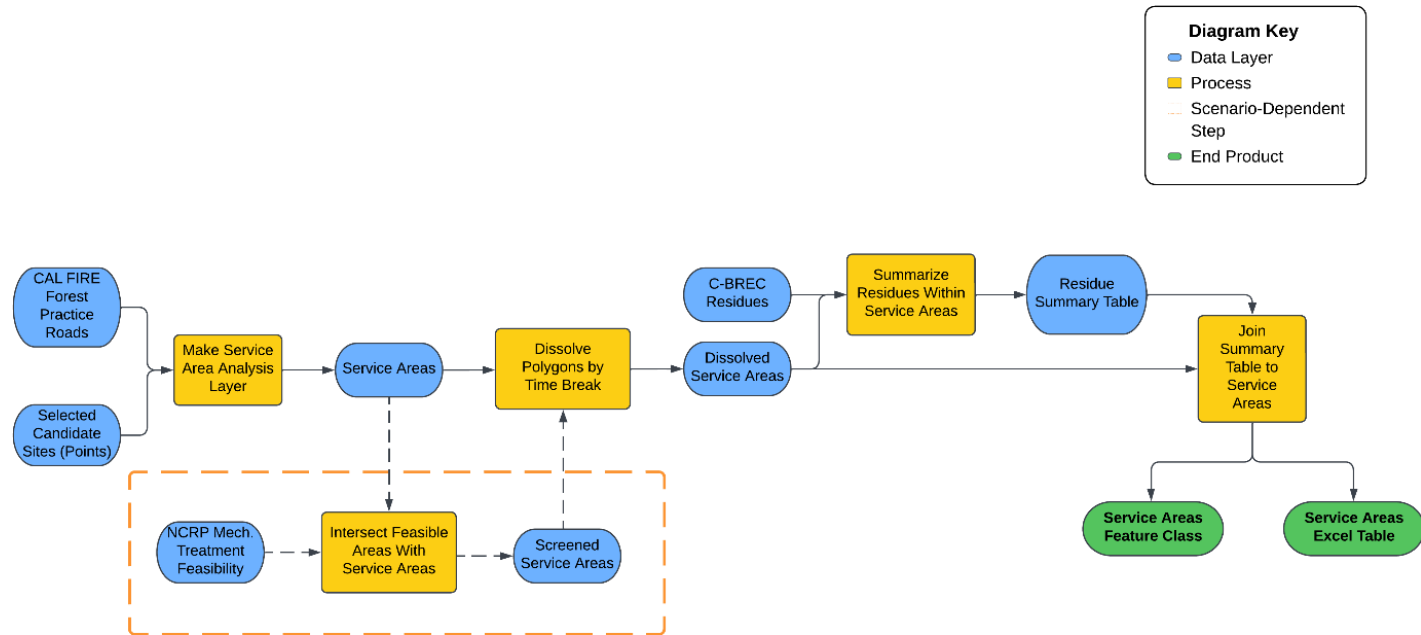 Diagram Key
Data Layer
Process
Scenario-Dependent
Step
End Product
CAL FIRE
Forest
Practice
Roads
Selected
Candidate
Sites (Points)
Make Service
Area Analysis
Layer
Service Areas
Dissolve
Polygons by
Time Break
C-BREC
Residues
Dissolved
Service Areas
Summarize
Residues Within
Service Areas
Residue
Summary Table
Join
Summary
Table to
Service
Areas
NCRP Mech.
Treatment
Feasibility
Intersect Feasible
Areas With
Service Areas
Screened
Service Areas
Service Areas
Feature Class
Service Areas
Excel Table